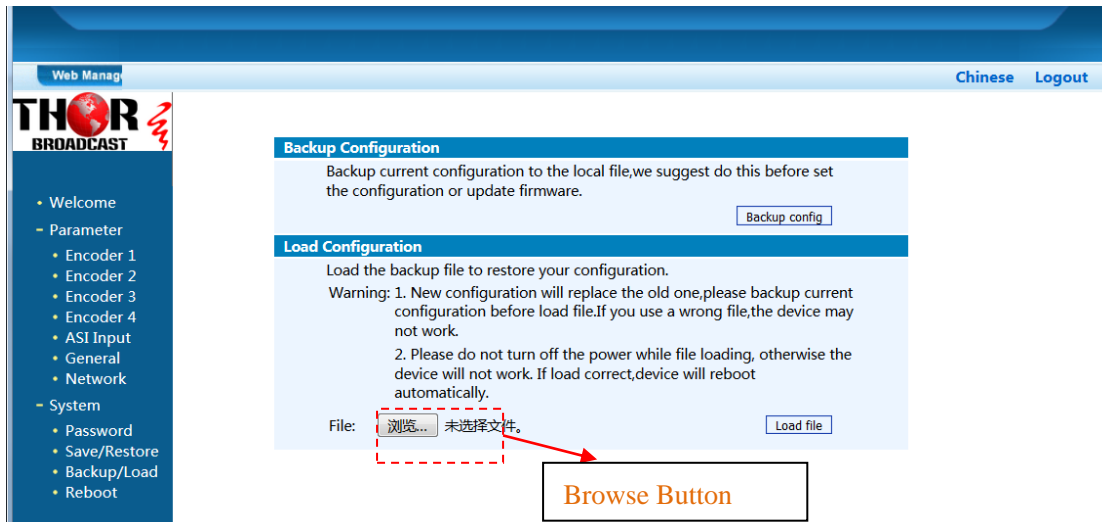 Web Manag
Chinese Logout
THOR
BROADCAST
• Welcome
- Parameter
• Encoder 1
• Encoder 2
• Encoder 3
• Encoder 4
• ASI Input
• General
• Network
- System
• Password
• Save/Restore
• Backup/Load
• Reboot
Backup Configuration
Backup current configuration to the local file,we suggest do this before set
the configuration or update firmware.
Backup config
Load Configuration
Load the backup file to restore your configuration.
Warning: 1. New configuration will replace the old one,please backup current
configuration before load file.If you use a wrong file,the device may
not work.
2. Please do not turn off the power while file loading, otherwise the
device will not work. If load correct,device will reboot
automatically.
File: 浏览... 未选择文件。 Load file
Browse Button